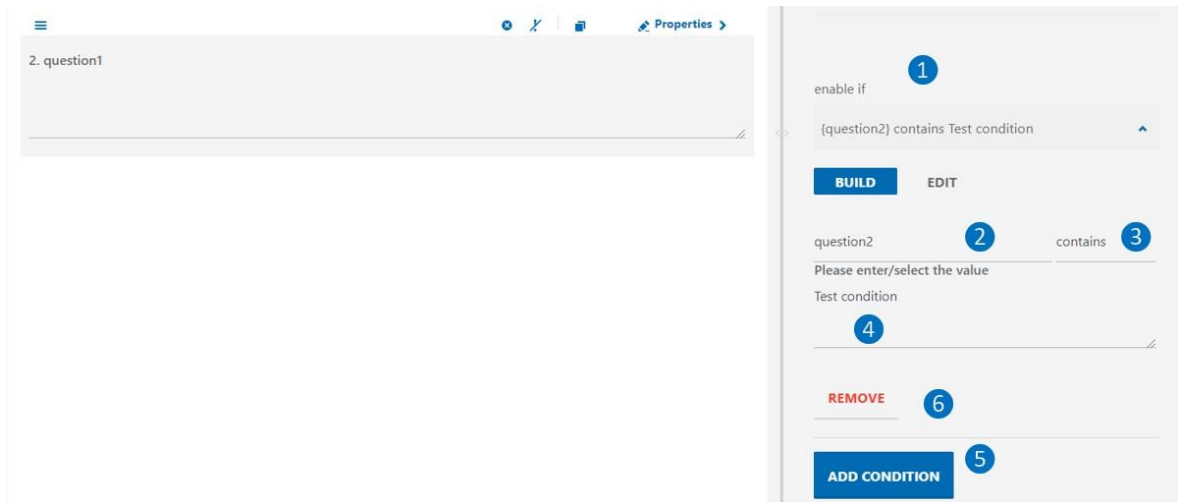 Properties
2. question1
1
enable if
{question2} contains Test condition
BUILD EDIT
question2 2 contains 3
Please enter/select the value
Test condition
4
REMOVE 6
5
ADD CONDITION